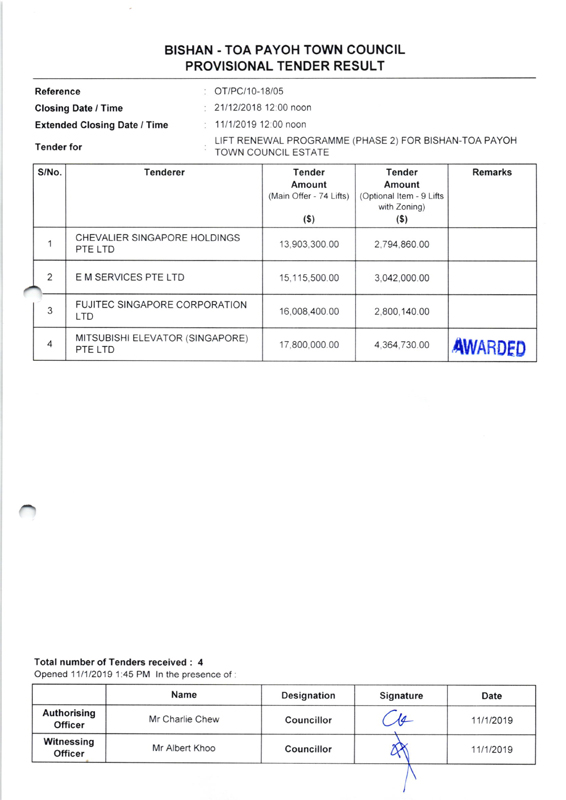 BISHAN - TOA PAYOH TOWN COUNCIL
PROVISIONAL TENDER RESULT
Reference : OT/PC/10-18/05
Closing Date / Time : 21/12/2018 12:00 noon
Extended Closing Date / Time : 11/1/2019 12:00 noon
Tender for : LIFT RENEWAL PROGRAMME (PHASE 2) FOR BISHAN-TOA PAYOH
TOWN COUNCIL ESTATE
S/No. Tenderer Tender Tender Remarks
Amount Amount
(Main Offer - 74 Lifts) (Optional Item - 9 Lifts
with Zoning)
($) ($)
1 CHEVALIER SINGAPORE HOLDINGS
PTE LTD 13,903,300.00 2,794,860.00
2 E M SERVICES PTE LTD 15,115,500.00 3,042,000.00
3 FUJITEC SINGAPORE CORPORATION
LTD 16,008,400.00 2,800,140.00
4 MITSUBISHI ELEVATOR (SINGAPORE)
PTE LTD 17,800,000.00 4,364,730.00 AWARDED
Total number of Tenders received : 4
Opened 11/1/2019 1:45 PM In the presence of :
Name Designation Signature Date
Authorising
Officer Mr Charlie Chew Councillor 11/1/2019
Witnessing
Officer Mr Albert Khoo Councillor 11/1/2019